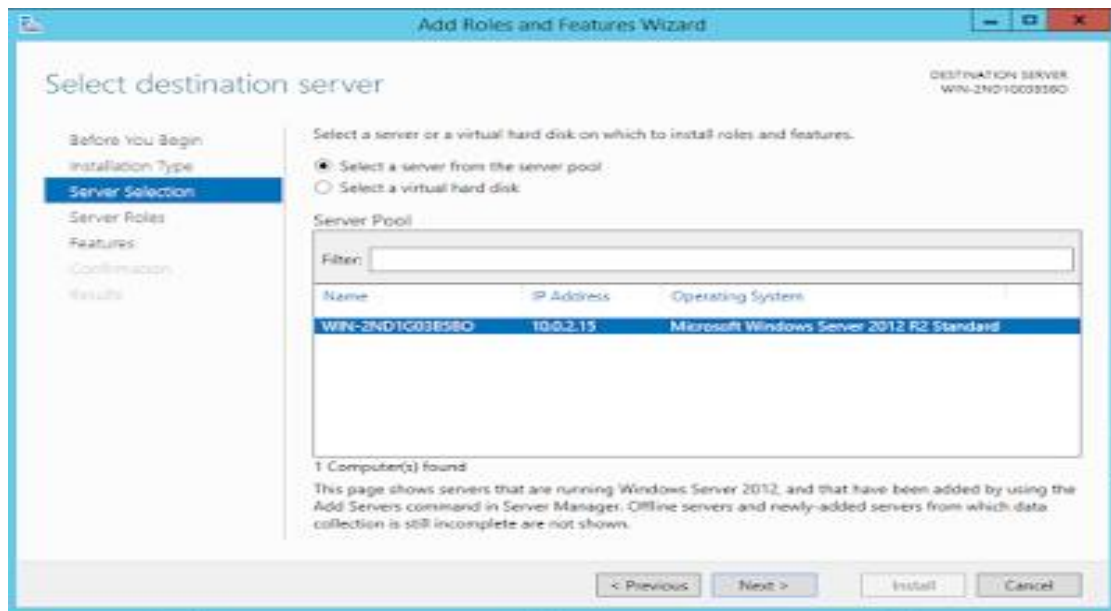 Add Roles and Features Wizard
Select destination server
DESTINATION SERVER
WIN-2ND1G03B5BO
Before You Begin
Installation Type
Server Selection
Server Roles
Features
Confirmation
Results
Select a server or a virtual hard disk on which to install roles and features.
Select a server from the server pool
Select a virtual hard disk
Server Pool
Filter:
Name IP Address Operating System
WIN-2ND1G03B5BO 10.0.2.15 Microsoft Windows Server 2012 R2 Standard
1 Computer(s) found
This page shows servers that are running Windows Server 2012, and that have been added by using the
Add Servers command in Server Manager. Offline servers and newly-added servers from which data
collection is still incomplete are not shown.
< Previous Next > Install Cancel